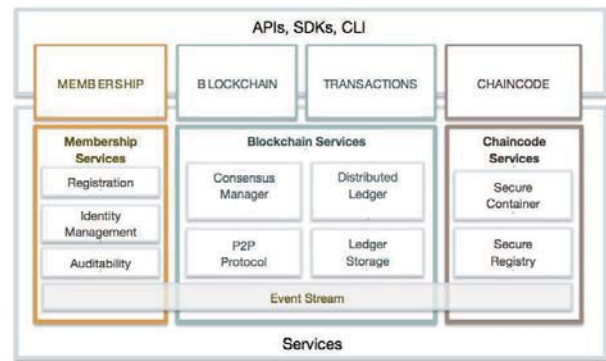 APIs, SDKs, CLI
MEMBERSHIP
BLOCKCHAIN
TRANSACTIONS
CHAINCODE
Membership
Services
Registration
Identity
Management
Auditability
Blockchain Services
Consensus
Manager
Distributed
Ledger
P2P
Protocol
Ledger
Storage
Chaincode
Services
Secure
Container
Secure
Registry
Event Stream
Services